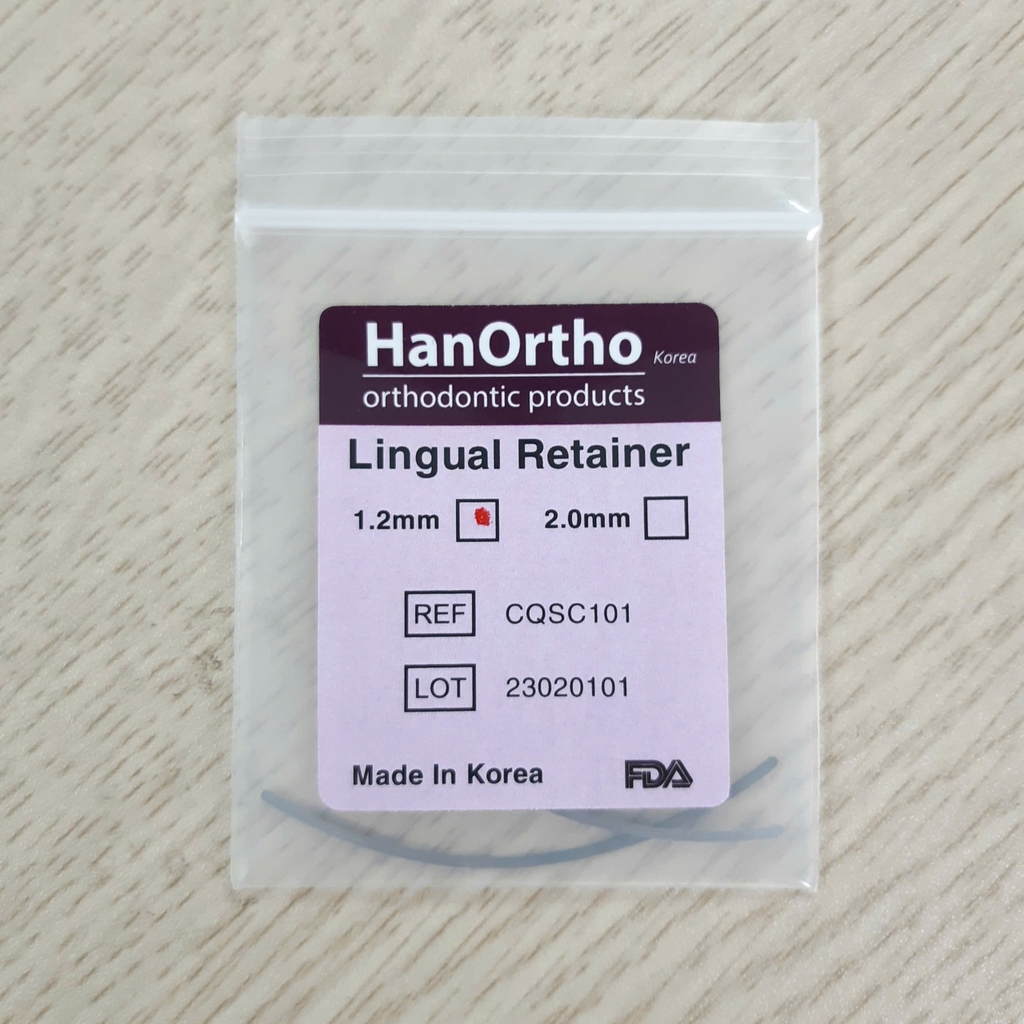 HanOrtho Korea
orthodontic products
Lingual Retainer
1.2mm 2.0mm
REF CQSC101
LOT 23020101
Made In Korea FDA